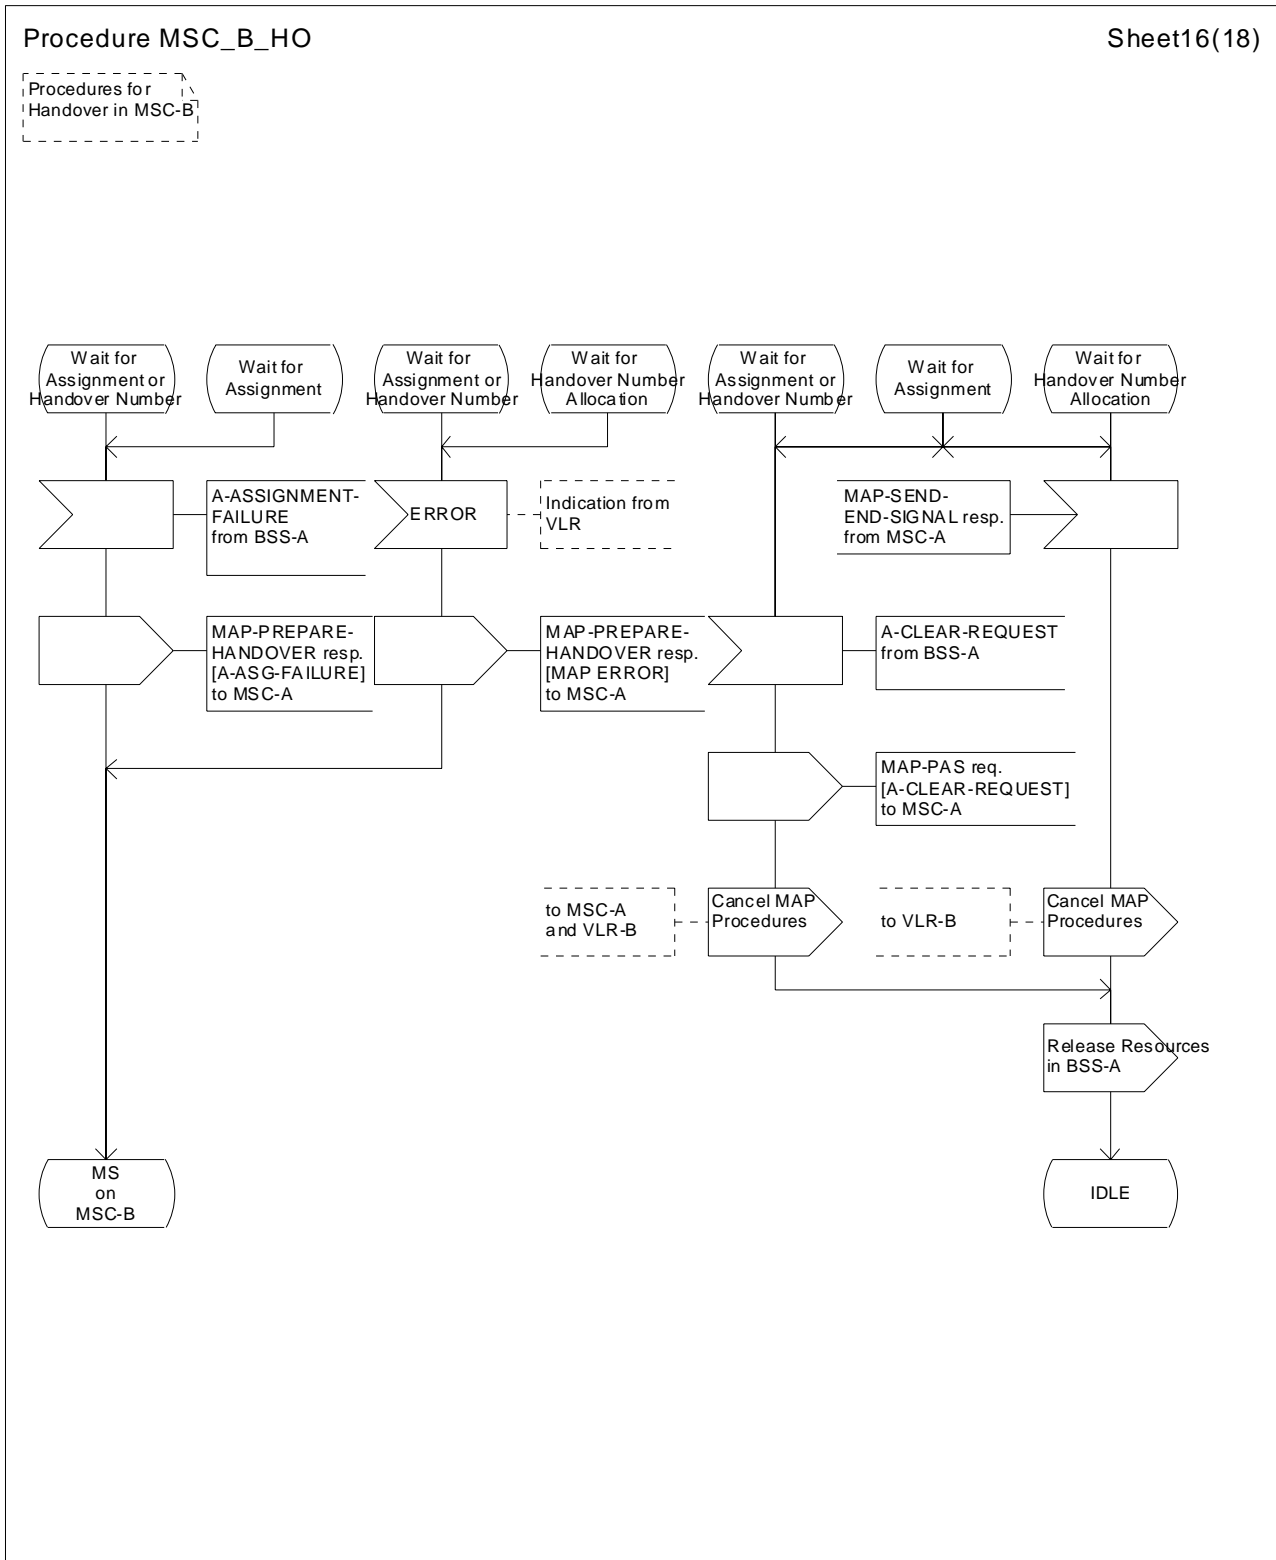 Procedure MSC_B_HO
Sheet16(18)
Procedures for
Handover in MSC-B
Wait for
Assignment or
Handover Number
Wait for
Assignment
Wait for
Assignment or
Handover Number
Wait for
Handover Number
Allocation
Wait for
Assignment or
Handover Number
Wait for
Assignment
Wait for
Handover Number
Allocation
A-ASSIGNMENT-
FAILURE
from BSS-A
ERROR
Indication from
VLR
MAP-SEND-
END-SIGNAL resp.
from MSC-A
MAP-PREPARE-
HANDOVER resp.
[A-ASG-FAILURE]
to MSC-A
MAP-PREPARE-
HANDOVER resp.
[MAP ERROR]
to MSC-A
A-CLEAR-REQUEST
from BSS-A
MAP-PAS req.
[A-CLEAR-REQUEST]
to MSC-A
to MSC-A
and VLR-B
Cancel MAP
Procedures
to VLR-B
Cancel MAP
Procedures
Release Resources
in BSS-A
MS
on
MSC-B
IDLE